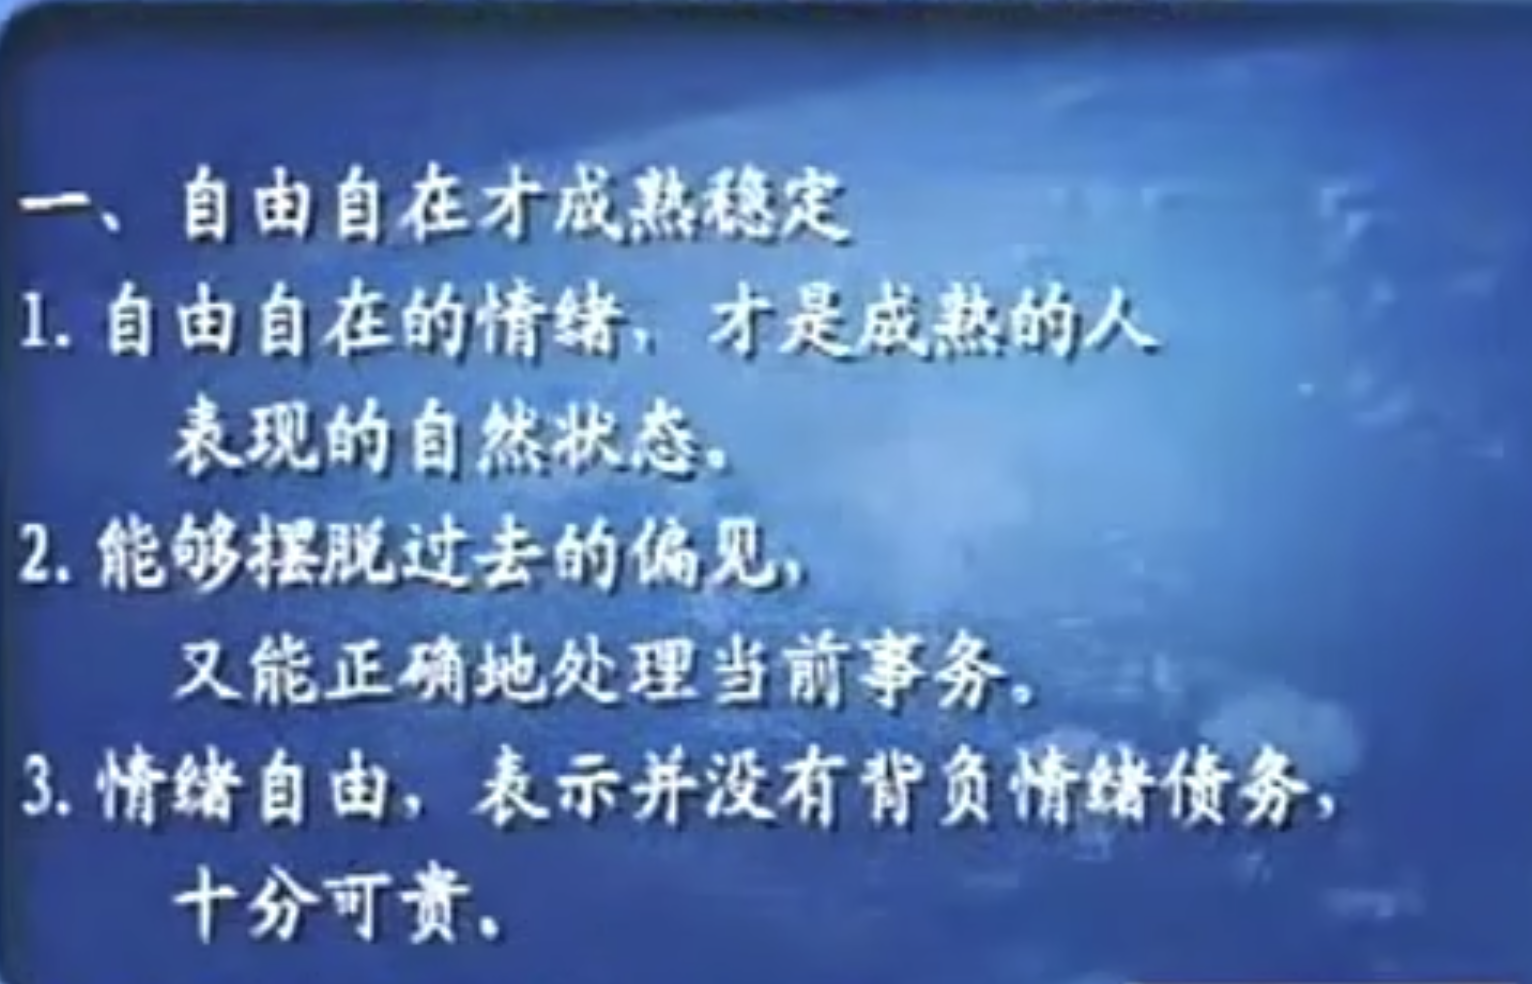 一、自由自在才成熟稳定
1. 自由自在的情绪，才是成熟的人
表现的自然状态。
2. 能够摆脱过去的偏见，
又能正确地处理当前事务。
3. 情绪自由，表示并没有背负情绪债务，
十分可贵。